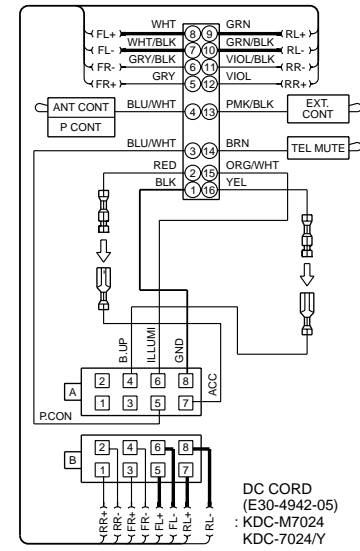 WHT GRN
FL+ 8 9 RL+
WHT/BLK GRN/BLK
FL- 7 10 RL-
GRY/BLK VIOL/BLK
FR- 6 11 RR-
GRY VIOL
FR+ 5 12 RR+
ANT CONT BLU/WHT 4 13 PMK/BLK EXT. CONT
P CONT
BLU/WHT 3 14 BRN TEL MUTE
RED 2 15 ORG/WHT
BLK 1 16 YEL
B.UP ILLUMI GND ACC
2 4 6 8
A
1 3 5 7
P.CON
2 4 6 8
B
1 3 5 7
RR+ RR- FR+ FR- FL+ FL- RL+ RL-
DC CORD
(E30-4942-05)
: KDC-M7024
KDC-7024/Y